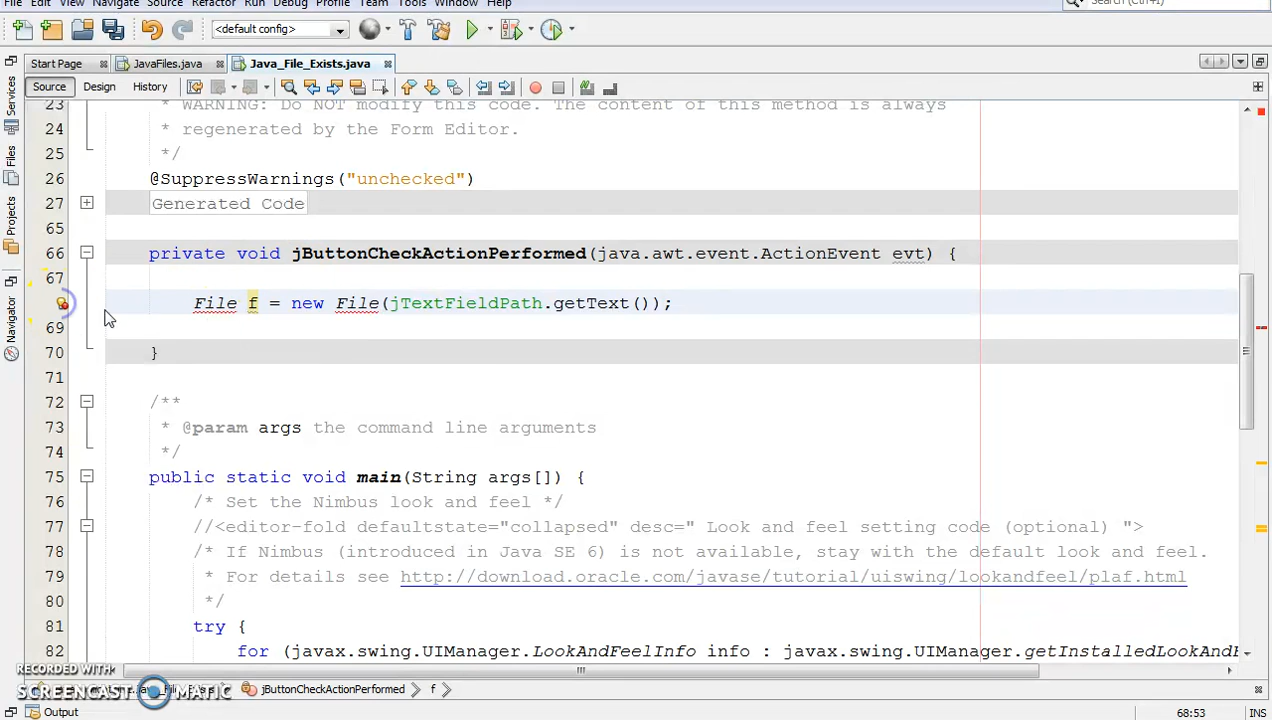 File Edit View Navigate Source Refactor Run Debug Profile Team Tools Window Help
Search (Ctrl+I)
<default config>
Start Page JavaFiles.java Java_File_Exists.java
Source Design History
23 * WARNING: Do NOT modify this code. The content of this method is always
24 * regenerated by the Form Editor.
25 */
26 @SuppressWarnings("unchecked")
27 Generated Code
65
66 private void jButtonCheckActionPerformed(java.awt.event.ActionEvent evt) {
67
File f = new File(jTextFieldPath.getText());
69
70 }
71
72 /**
73 * @param args the command line arguments
74 */
75 public static void main(String args[]) {
76 /* Set the Nimbus look and feel */
77 //<editor-fold defaultstate="collapsed" desc=" Look and feel setting code (optional) ">
78 /* If Nimbus (introduced in Java SE 6) is not available, stay with the default look and feel.
79 * For details see http://download.oracle.com/javase/tutorial/uiswing/lookandfeel/plaf.html
80 */
81 try {
82 for (javax.swing.UIManager.LookAndFeelInfo info : javax.swing.UIManager.getInstalledLookAndF
Services
Files
Projects
Navigator
jButtonCheckActionPerformed f
RECORDED WITH
SCREENCAST MATIC
Output
68:53 INS